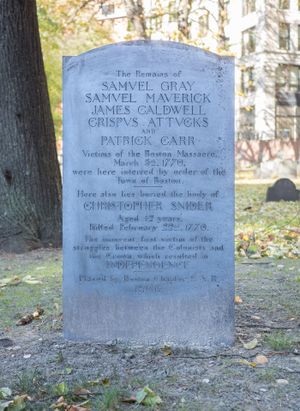 The Remains of
SAMVEL GRAY
SAMVEL MAVERICK
JAMES CALDWELL
CRISPVS ATTVCKS
AND
PATRICK CARR
Victims of the Boston Massacre,
March 5th, 1770,
were here interred by order of the
Town of Boston.
Here also lies buried the body of
CHRISTOPHER SNIDER
Aged 12 years,
Killed February 22nd, 1770.
The innocent first victim of the
struggles between the Colonists and
the Crown, which resulted in
INDEPENDENCE
Placed by Boston Chapter, S.A.R.